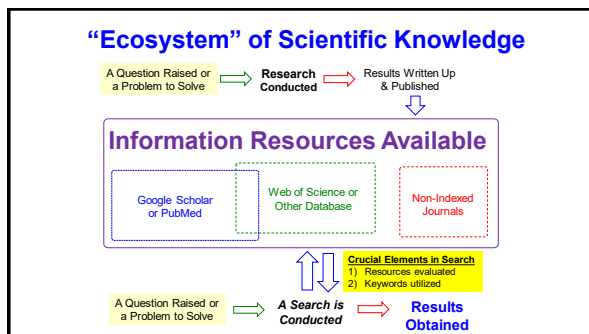 “Ecosystem” of Scientific Knowledge
A Question Raised or
a Problem to Solve
Research
Conducted
Results Written Up
& Published
Information Resources Available
Google Scholar
or PubMed
Web of Science or
Other Database
Non-Indexed
Journals
Crucial Elements in Search
1) Resources evaluated
2) Keywords utilized
A Question Raised or
a Problem to Solve
A Search is
Conducted
Results
Obtained